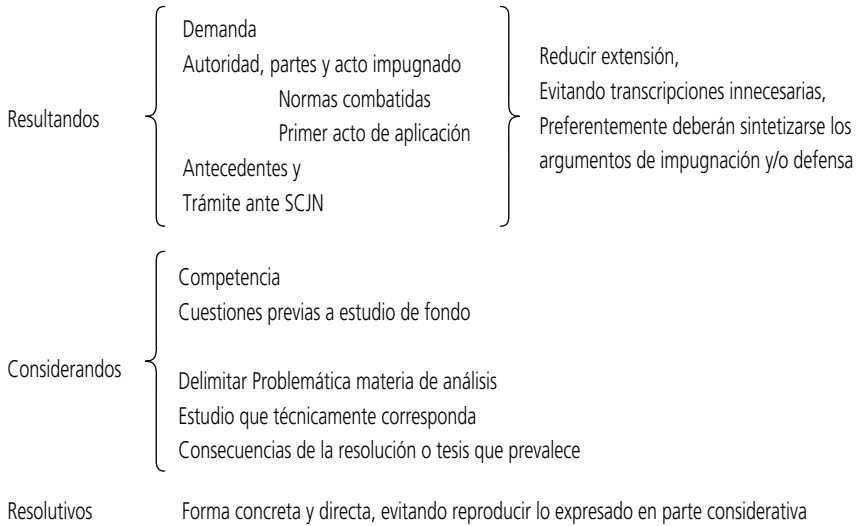 Resultandos
Demanda
Autoridad, partes y acto impugnado
Normas combatidas
Primer acto de aplicación
Antecedentes y
Trámite ante SCJN
Reducir extensión,
Evitando transcripciones innecesarias,
Preferentemente deberán sintetizarse los
argumentos de impugnación y/o defensa
Considerandos
Competencia
Cuestiones previas a estudio de fondo
Delimitar Problemática materia de análisis
Estudio que técnicamente corresponda
Consecuencias de la resolución o tesis que prevalece
Resolutivos Forma concreta y directa, evitando reproducir lo expresado en parte considerativa